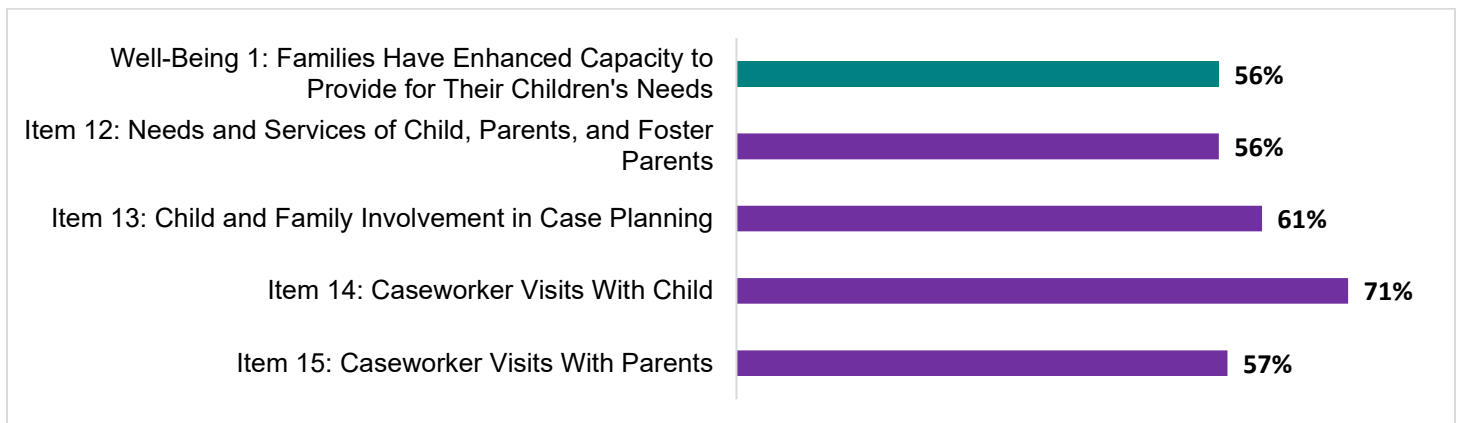 Well-Being 1: Families Have Enhanced Capacity to
Provide for Their Children's Needs
56%
Item 12: Needs and Services of Child, Parents, and Foster
Parents
56%
Item 13: Child and Family Involvement in Case Planning
61%
Item 14: Caseworker Visits With Child
71%
Item 15: Caseworker Visits With Parents
57%